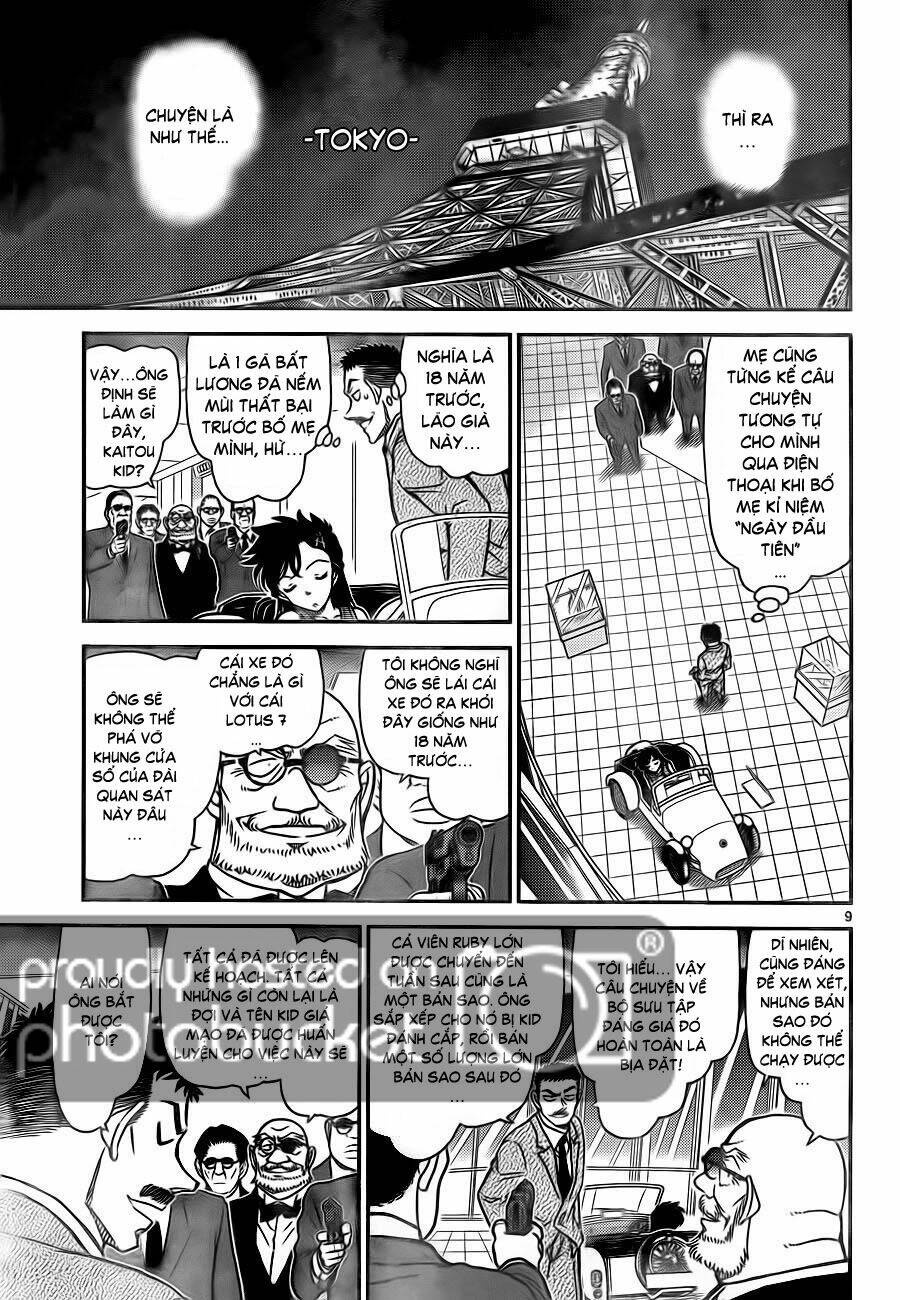 THÌ RA
...
-TOKYO-
CHUYỆN LÀ
NHƯ THẾ...
MẸ CŨNG
TỪNG KỂ CÂU
CHUYỆN
TƯƠNG TỰ
CHO MÌNH
QUA ĐIỆN
THOẠI KHI BỐ
MẸ KỈ NIỆM
"NGÀY ĐẦU
TIÊN"
...
NGHĨA LÀ
18 NĂM
TRƯỚC,
LÃO GIÀ
NÀY...
LÀ 1 GÃ BẤT
LƯƠNG ĐÃ NẾM
MÙI THẤT BẠI
TRƯỚC BỐ MẸ
MÌNH, HỪ...
VẬY...ÔNG
ĐỊNH SẼ
LÀM GÌ
ĐÂY,
KAITOU
KID?
TÔI KHÔNG NGHĨ
ÔNG SẼ LÁI CÁI
XE ĐÓ RA KHỎI
ĐÂY GIỐNG NHƯ
18 NĂM
TRƯỚC...
CÁI XE ĐÓ
CHẲNG LÀ GÌ
VỚI CÁI
LOTUS 7
...
ÔNG SẼ
KHÔNG THỂ
PHÁ VỠ
KHUNG CỬA
SỔ CỦA ĐÀI
QUAN SÁT
NÀY ĐÂU
...
9
DĨ NHIÊN,
CŨNG ĐÁNG
ĐỂ XEM XÉT,
NHƯNG BẢN
SAO ĐÓ
KHÔNG THỂ
CHẠY ĐƯỢC
...
TÔI HIỂU... VẬY
CÂU CHUYỆN VỀ
BỘ SƯU TẬP
ĐÁNG GIÁ ĐÓ
HOÀN TOÀN LÀ
BỊA ĐẶT!
CẢ VIÊN RUBY LỚN
ĐƯỢC CHUYỂN ĐẾN
TUẦN SAU CŨNG LÀ
MỘT BẢN SAO. ÔNG
SẮP XẾP CHO NÓ BỊ KID
ĐÁNH CẮP, RỒI BÁN
MỘT SỐ LƯỢNG LỚN
BẢN SAO SAU ĐÓ
...
TẤT CẢ ĐÃ ĐƯỢC LÊN
KẾ HOẠCH. TẤT CẢ
NHỮNG GÌ CÒN LẠI LÀ
ĐỢI VÀ TÊN KID GIẢ
MẠO ĐÃ ĐƯỢC HUẤN
LUYỆN CHO VIỆC NÀY SẼ
...
AI NÓI
ÔNG BẮT
ĐƯỢC
TÔI?
proudly hosted on
photobucket
®